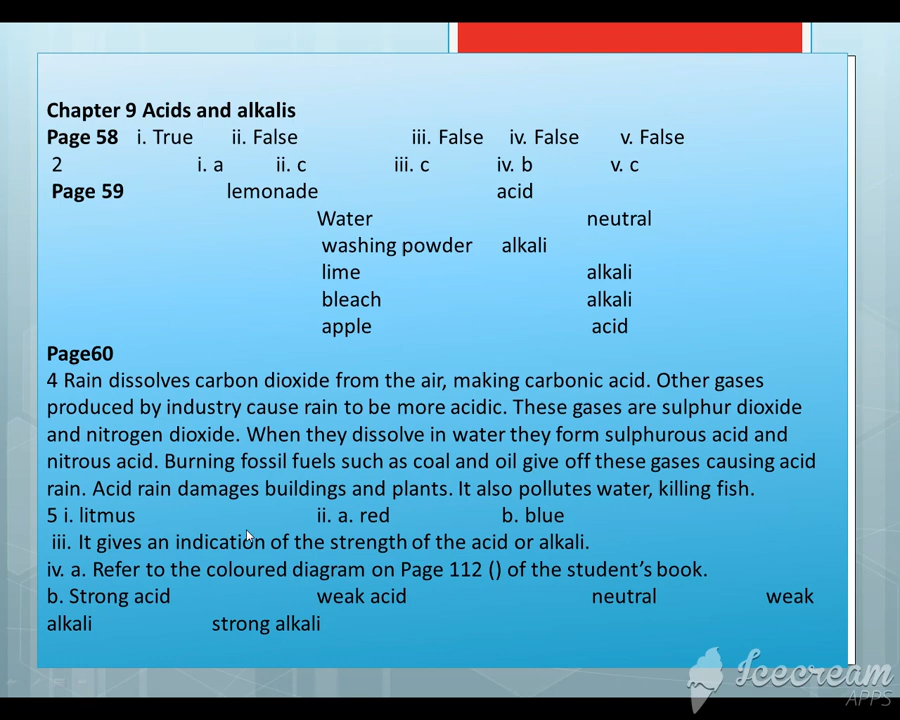 Chapter 9 Acids and alkalis
Page 58 i. True ii. False iii. False iv. False v. False
2 i. a ii. c iii. c iv. b v. c
Page 59 lemonade acid
Water neutral
washing powder alkali
lime alkali
bleach alkali
apple acid
Page60
4 Rain dissolves carbon dioxide from the air, making carbonic acid. Other gases
produced by industry cause rain to be more acidic. These gases are sulphur dioxide
and nitrogen dioxide. When they dissolve in water they form sulphurous acid and
nitrous acid. Burning fossil fuels such as coal and oil give off these gases causing acid
rain. Acid rain damages buildings and plants. It also pollutes water, killing fish.
5 i. litmus ii. a. red b. blue
iii. It gives an indication of the strength of the acid or alkali.
iv. a. Refer to the coloured diagram on Page 112 () of the student's book.
b. Strong acid weak acid neutral weak
alkali strong alkali
Icecream
APPS